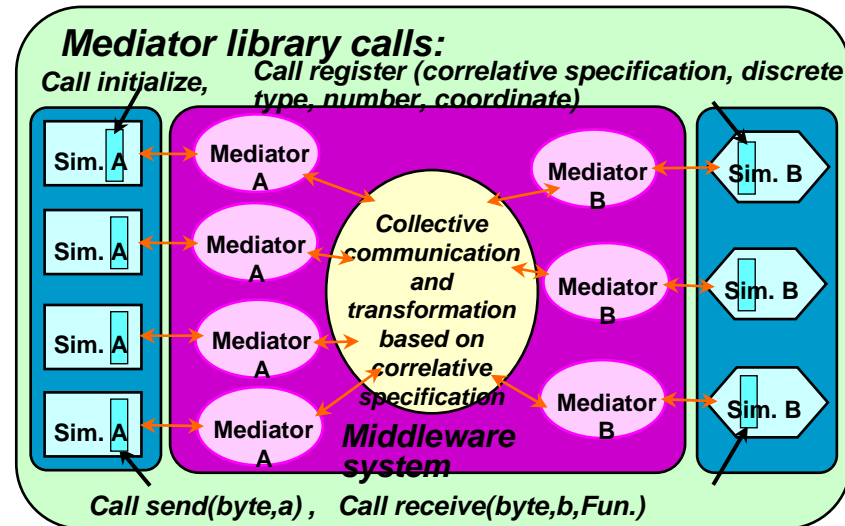 Mediator library calls:
Call initialize,
Call register (correlative specification, discrete
type, number, coordinate)
Sim. A
Mediator
A
Sim. A
Mediator
A
Sim. A
Mediator
A
Sim. A
Mediator
A
Collective
communication
and
transformation
based on
correlative
specification
Mediator
B
Sim. B
Mediator
B
Sim. B
Mediator
B
Sim. B
Middleware
system
Call send(byte,a) , Call receive(byte,b,Fun.)